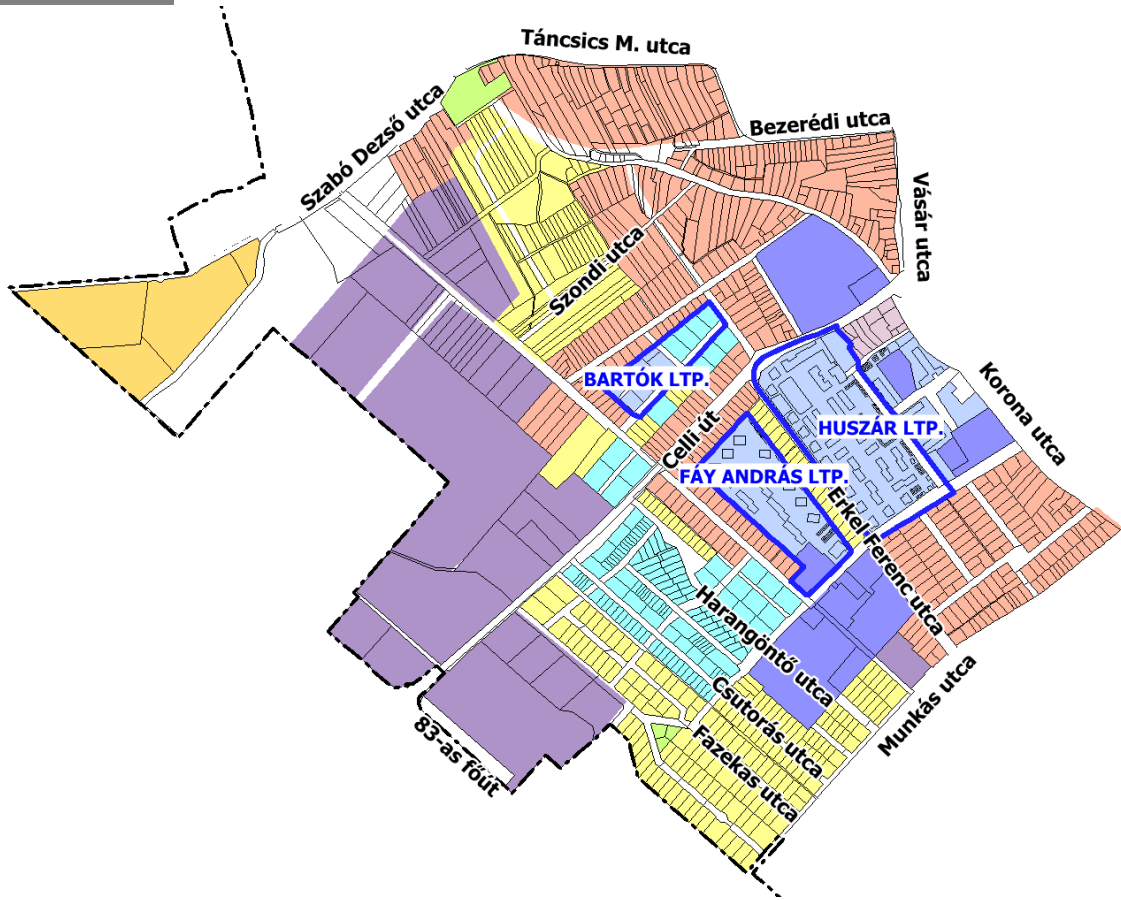 Táncsics M. utca
Szabó Dezső utca
Bezerédi utca
Vásár utca
Szondi utca
BARTÓK LTP.
Korona utca
Celli út
HUSZÁR LTP.
FÁY ANDRÁS LTP.
Erkel Ferenc utca
Harangöntő utca
Munkás utca
Csutorás utca
Fazekas utca
83-as főút